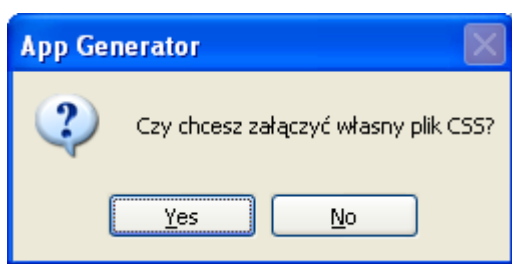 App Generator
Czy chcesz załączyć własny plik CSS?
Yes
No